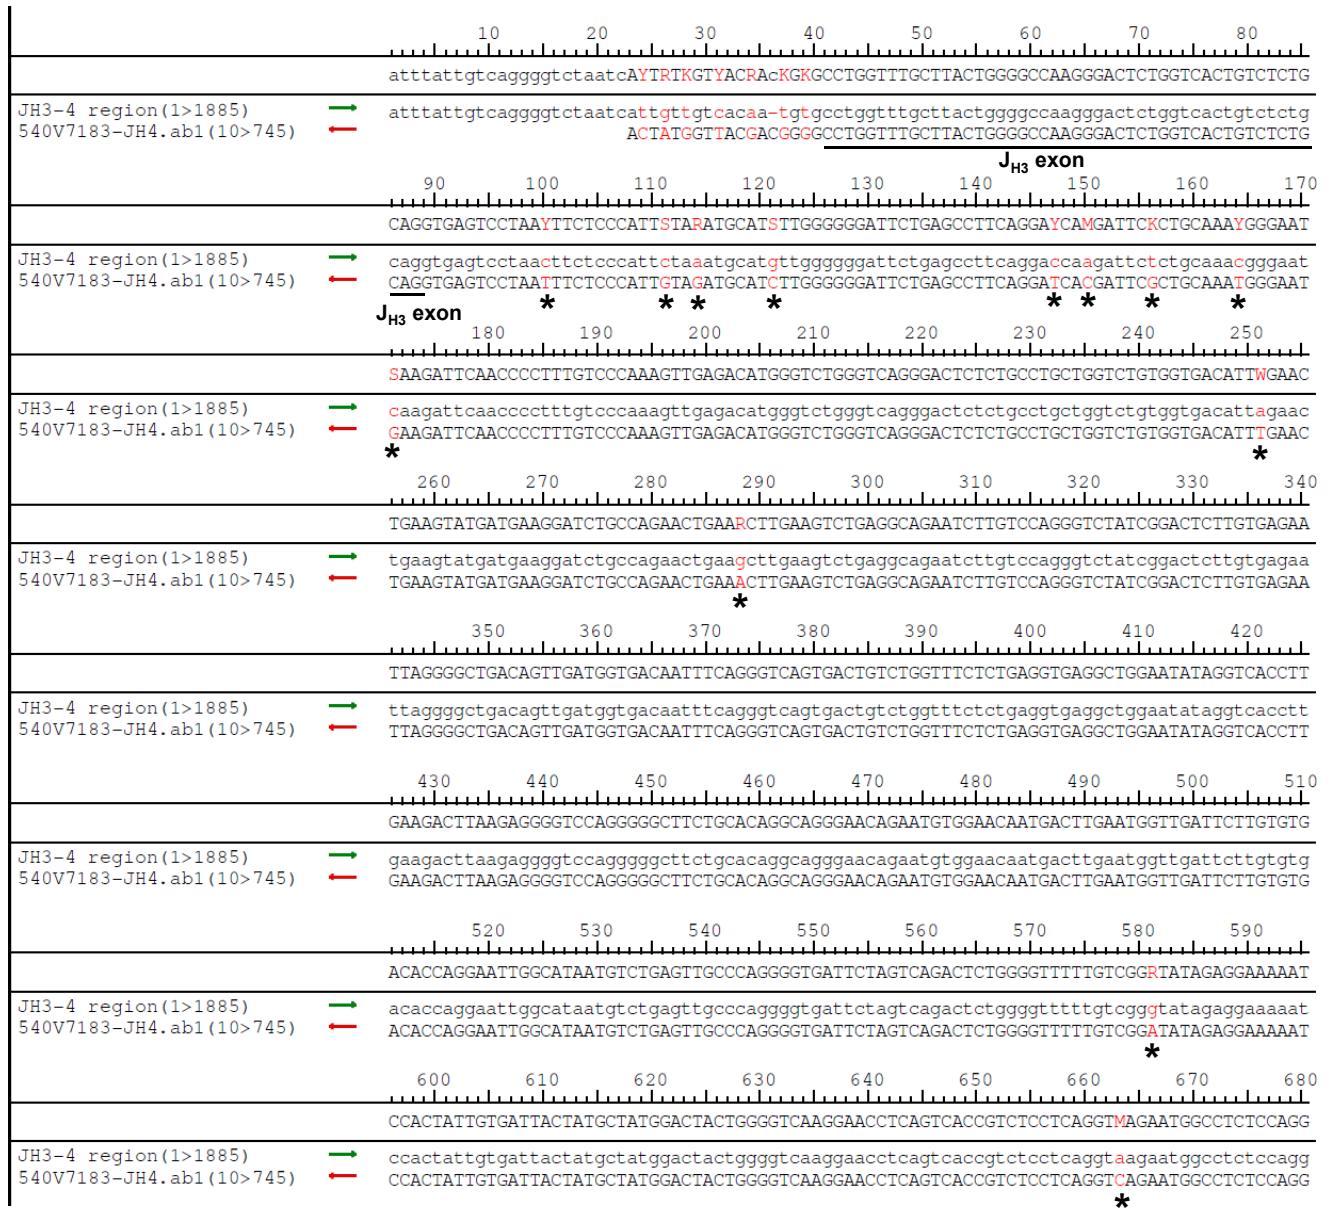 10 20 30 40 50 60 70 80
atttattgtcaggggtctaatcAYTRTKGTYACRAcKGKGCCTGGTTTGCTTACTGGGGCCAAGGGACTCTGGTCACTGTCTCTG
JH3-4 region(1>1885) atttattgtcaggggtctaatcattgttgtcacaa-tgtgcctggtttgcttactggggccaagggactctggtcactgtctctg
540V7183-JH4.ab1(10>745) ACTATGGTTACGACGGGGCCTGGTTTGCTTACTGGGGCCAAGGGACTCTGGTCACTGTCTCTG
JH3 exon
90 100 110 120 130 140 150 160 170
CAGGTGAGTCCTAAYTTCTCCCATTSTARATGCATSTTGGGGGGATTCTGAGCCTTCAGGAYCAMGATTCKCTGCAAAYGGGAAT
JH3-4 region(1>1885) caggtgagtcctaacttctcccattctaaatgcatgttggggggattctgagccttcaggaccaagattctctgcaaacgggaat
540V7183-JH4.ab1(10>745) CAGGTGAGTCCTAATTTCTCCCATTGTAGATGCATCTTGGGGGGATTCTGAGCCTTCAGGATCACGATTCGCTGCAAATGGGAAT
* * * * * * * *
JH3 exon
180 190 200 210 220 230 240 250
SAAGATTCAACCCCTTTGTCCCAAAGTTGAGACATGGGTCTGGGTCAGGGACTCTCTGCCTGCTGGTCTGTGGTGACATTWGAAC
JH3-4 region(1>1885) caagattcaacccctttgtcccaaagttgagacatgggtctgggtcagggactctctgcctgctggtctgtggtgacattagaac
540V7183-JH4.ab1(10>745) GAAGATTCAACCCCTTTGTCCCAAAGTTGAGACATGGGTCTGGGTCAGGGACTCTCTGCCTGCTGGTCTGTGGTGACATTTGAAC
* *
260 270 280 290 300 310 320 330 340
TGAAGTATGATGAAGGATCTGCCAGAACTGAARCTTGAAGTCTGAGGCAGAATCTTGTCCAGGGTCTATCGGACTCTTGTGAGAA
JH3-4 region(1>1885) tgaagtatgatgaaggatctgccagaactgaagcttgaagtctgaggcagaatcttgtccagggtctatcggactcttgtgagaa
540V7183-JH4.ab1(10>745) TGAAGTATGATGAAGGATCTGCCAGAACTGAAACTTGAAGTCTGAGGCAGAATCTTGTCCAGGGTCTATCGGACTCTTGTGAGAA
*
350 360 370 380 390 400 410 420
TTAGGGGCTGACAGTTGATGGTGACAATTTCAGGGTCAGTGACTGTCTGGTTTCTCTGAGGTGAGGCTGGAATATAGGTCACCTT
JH3-4 region(1>1885) ttaggggctgacagttgatggtgacaatttcagggtcagtgactgtctggtttctctgaggtgaggctggaatataggtcacctt
540V7183-JH4.ab1(10>745) TTAGGGGCTGACAGTTGATGGTGACAATTTCAGGGTCAGTGACTGTCTGGTTTCTCTGAGGTGAGGCTGGAATATAGGTCACCTT
430 440 450 460 470 480 490 500 510
GAAGACTTAAGAGGGGTCCAGGGGGCTTCTGCACAGGCAGGGAACAGAATGTGGAACAATGACTTGAATGGTTGATTCTTGTGTG
JH3-4 region(1>1885) gaagacttaagaggggtccagggggcttctgcacaggcagggaacagaatgtggaacaatgacttgaatggttgattcttgtgtg
540V7183-JH4.ab1(10>745) GAAGACTTAAGAGGGGTCCAGGGGGCTTCTGCACAGGCAGGGAACAGAATGTGGAACAATGACTTGAATGGTTGATTCTTGTGTG
520 530 540 550 560 570 580 590
ACACCAGGAATTGGCATAATGTCTGAGTTGCCCAGGGGTGATTCTAGTCAGACTCTGGGGTTTTTGTCGGRTATAGAGGAAAAAT
JH3-4 region(1>1885) acaccaggaattggcataatgtctgagttgcccaggggtgattctagtcagactctggggtttttgtcgggtatagaggaaaaat
540V7183-JH4.ab1(10>745) ACACCAGGAATTGGCATAATGTCTGAGTTGCCCAGGGGTGATTCTAGTCAGACTCTGGGGTTTTTGTCGGATATAGAGGAAAAAT
*
600 610 620 630 640 650 660 670 680
CCACTATTGTGATTACTATGCTATGGACTACTGGGGTCAAGGAACCTCAGTCACCGTCTCCTCAGGTMAGAATGGCCTCTCCAGG
JH3-4 region(1>1885) ccactattgtgattactatgctatggactactggggtcaaggaacctcagtcaccgtctcctcaggtaagaatggcctctccagg
540V7183-JH4.ab1(10>745) CCACTATTGTGATTACTATGCTATGGACTACTGGGGTCAAGGAACCTCAGTCACCGTCTCCTCAGGTCAGAATGGCCTCTCCAGG
*